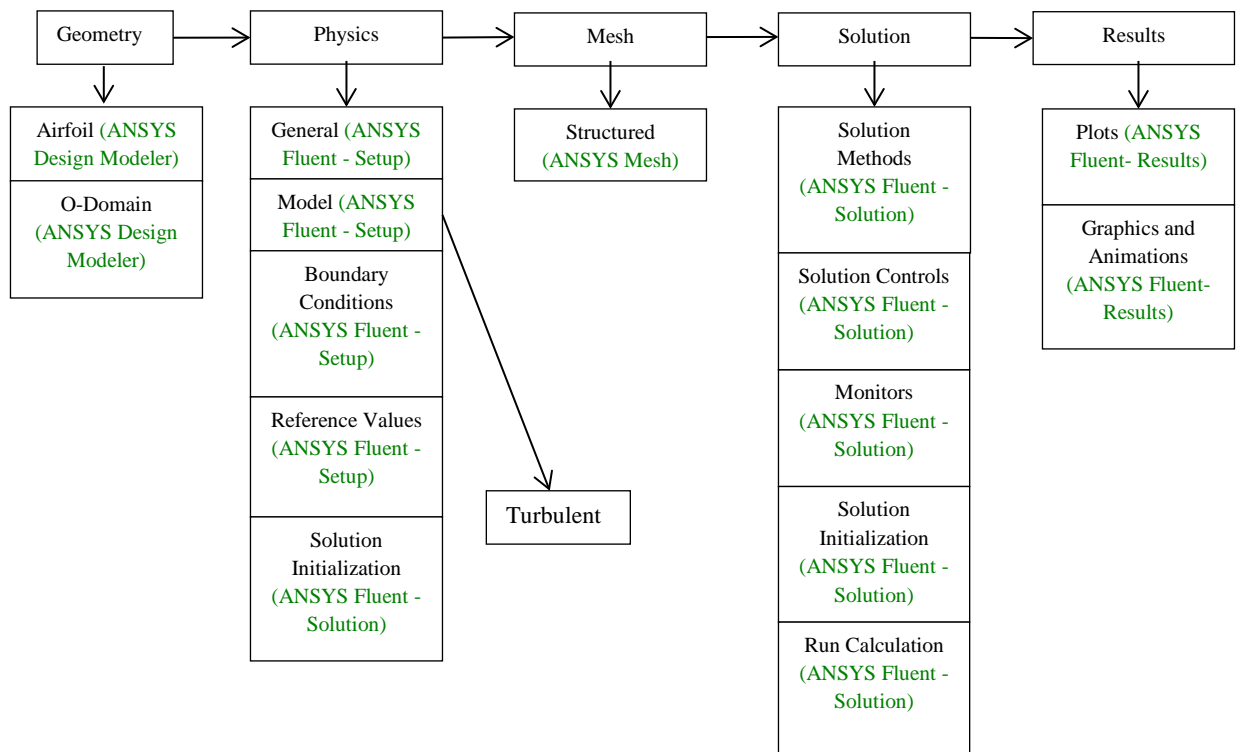 Geometry
Physics
Mesh
Solution
Results
Airfoil (ANSYS
Design Modeler)
O-Domain
(ANSYS Design
Modeler)
General (ANSYS
Fluent - Setup)
Model (ANSYS
Fluent - Setup)
Boundary
Conditions
(ANSYS Fluent -
Setup)
Reference Values
(ANSYS Fluent -
Setup)
Solution
Initialization
(ANSYS Fluent -
Solution)
Turbulent
Structured
(ANSYS Mesh)
Solution
Methods
(ANSYS Fluent -
Solution)
Solution Controls
(ANSYS Fluent -
Solution)
Monitors
(ANSYS Fluent -
Solution)
Solution
Initialization
(ANSYS Fluent -
Solution)
Run Calculation
(ANSYS Fluent -
Solution)
Plots (ANSYS
Fluent- Results)
Graphics and
Animations
(ANSYS Fluent-
Results)